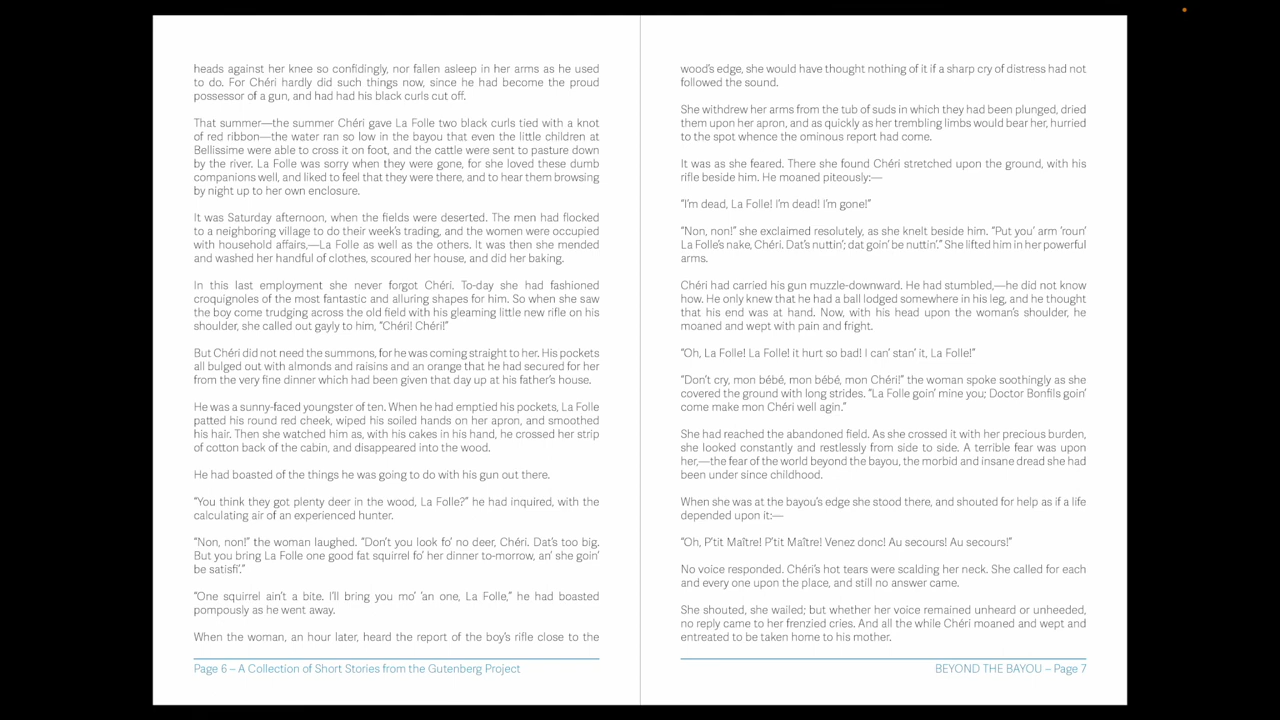 heads against her knee so confidingly, nor fallen asleep in her arms as he used
to do. For Chéri hardly did such things now, since he had become the proud
possessor of a gun, and had had his black curls cut off.
That summer—the summer Chéri gave La Folle two black curls tied with a knot
of red ribbon—the water ran so low in the bayou that even the little children at
Bellissime were able to cross it on foot, and the cattle were sent to pasture down
by the river. La Folle was sorry when they were gone, for she loved these dumb
companions well, and liked to feel that they were there, and to hear them browsing
by night up to her own enclosure.
It was Saturday afternoon, when the fields were deserted. The men had flocked
to a neighboring village to do their week's trading, and the women were occupied
with household affairs,—La Folle as well as the others. It was then she mended
and washed her handful of clothes, scoured her house, and did her baking.
In this last employment she never forgot Chéri. To-day she had fashioned
croquignoles of the most fantastic and alluring shapes for him. So when she saw
the boy come trudging across the old field with his gleaming little new rifle on his
shoulder, she called out gayly to him, “Chéri! Chéri!”
But Chéri did not need the summons, for he was coming straight to her. His pockets
all bulged out with almonds and raisins and an orange that he had secured for her
from the very fine dinner which had been given that day up at his father's house.
He was a sunny-faced youngster of ten. When he had emptied his pockets, La Folle
patted his round red cheek, wiped his soiled hands on her apron, and smoothed
his hair. Then she watched him as, with his cakes in his hand, he crossed her strip
of cotton back of the cabin, and disappeared into the wood.
He had boasted of the things he was going to do with his gun out there.
“You think they got plenty deer in the wood, La Folle?” he had inquired, with the
calculating air of an experienced hunter.
“Non, non!” the woman laughed. “Don't you look fo' no deer, Chéri. Dat's too big.
But you bring La Folle one good fat squirrel fo' her dinner to-morrow, an' she goin'
be satisfi'.”
“One squirrel ain't a bite. I'll bring you mo' 'an one, La Folle,” he had boasted
pompously as he went away.
When the woman, an hour later, heard the report of the boy's rifle close to the
Page 6 – A Collection of Short Stories from the Gutenberg Project
wood's edge, she would have thought nothing of it if a sharp cry of distress had not
followed the sound.
She withdrew her arms from the tub of suds in which they had been plunged, dried
them upon her apron, and as quickly as her trembling limbs would bear her, hurried
to the spot whence the ominous report had come.
It was as she feared. There she found Chéri stretched upon the ground, with his
rifle beside him. He moaned piteously:—
“I'm dead, La Folle! I'm dead! I'm gone!”
“Non, non!” she exclaimed resolutely, as she knelt beside him. “Put you' arm 'roun'
La Folle's nake, Chéri. Dat's nuttin'; dat goin' be nuttin'.” She lifted him in her powerful
arms.
Chéri had carried his gun muzzle-downward. He had stumbled,—he did not know
how. He only knew that he had a ball lodged somewhere in his leg, and he thought
that his end was at hand. Now, with his head upon the woman's shoulder, he
moaned and wept with pain and fright.
“Oh, La Folle! La Folle! it hurt so bad! I can' stan' it, La Folle!”
“Don't cry, mon bébé, mon bébé, mon Chéri!” the woman spoke soothingly as she
covered the ground with long strides. “La Folle goin' mine you; Doctor Bonfils goin'
come make mon Chéri well agin.”
She had reached the abandoned field. As she crossed it with her precious burden,
she looked constantly and restlessly from side to side. A terrible fear was upon
her,—the fear of the world beyond the bayou, the morbid and insane dread she had
been under since childhood.
When she was at the bayou's edge she stood there, and shouted for help as if a life
depended upon it:—
“Oh, P'tit Maître! P'tit Maître! Venez donc! Au secours! Au secours!”
No voice responded. Chéri's hot tears were scalding her neck. She called for each
and every one upon the place, and still no answer came.
She shouted, she wailed; but whether her voice remained unheard or unheeded,
no reply came to her frenzied cries. And all the while Chéri moaned and wept and
entreated to be taken home to his mother.
BEYOND THE BAYOU – Page 7